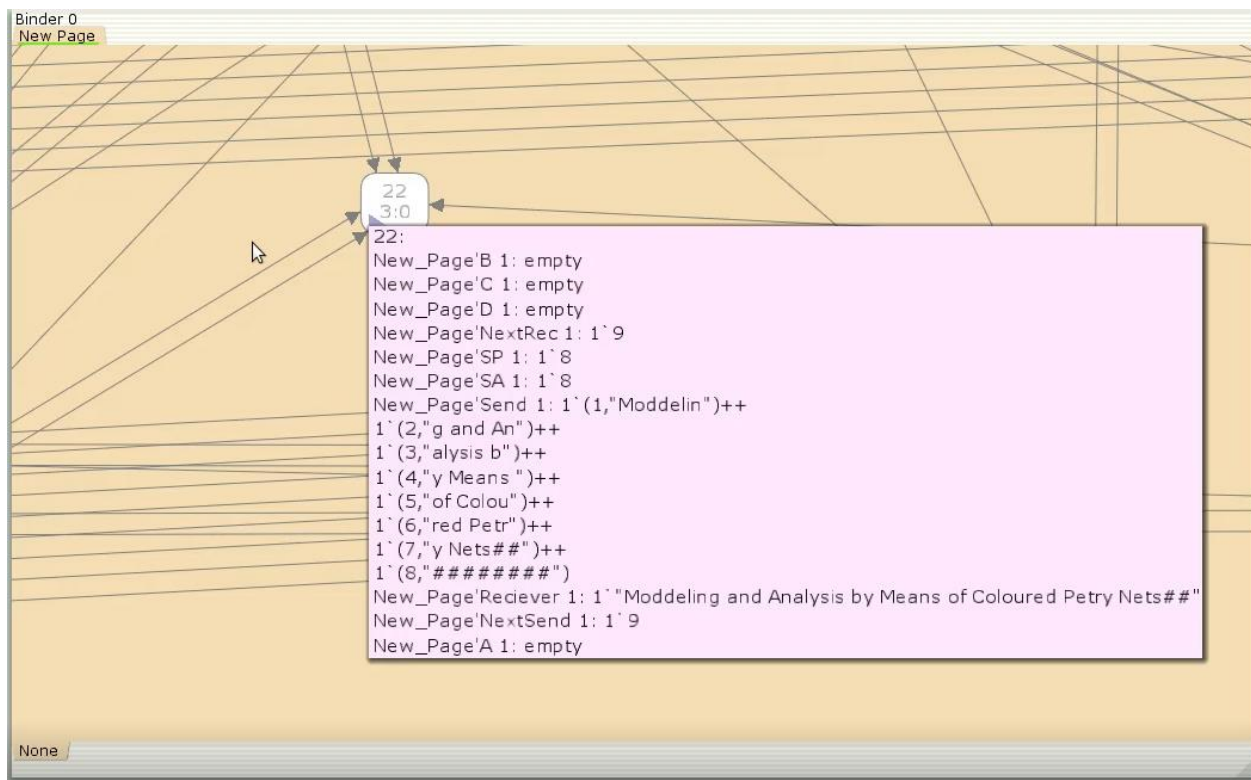 Binder 0
New Page
22
3:0
22:
New_Page'B 1: empty
New_Page'C 1: empty
New_Page'D 1: empty
New_Page'NextRec 1: 1`9
New_Page'SP 1: 1`8
New_Page'SA 1: 1`8
New_Page'Send 1: 1`(1,"Moddelin")++
1`(2,"g and An")++
1`(3,"alysis b")++
1`(4,"y Means ")++
1`(5,"of Colou")++
1`(6,"red Petr")++
1`(7,"y Nets##")++
1`(8,"########")
New_Page'Reciever 1: 1`"Moddeling and Analysis by Means of Coloured Petry Nets##"
New_Page'NextSend 1: 1`9
New_Page'A 1: empty
None